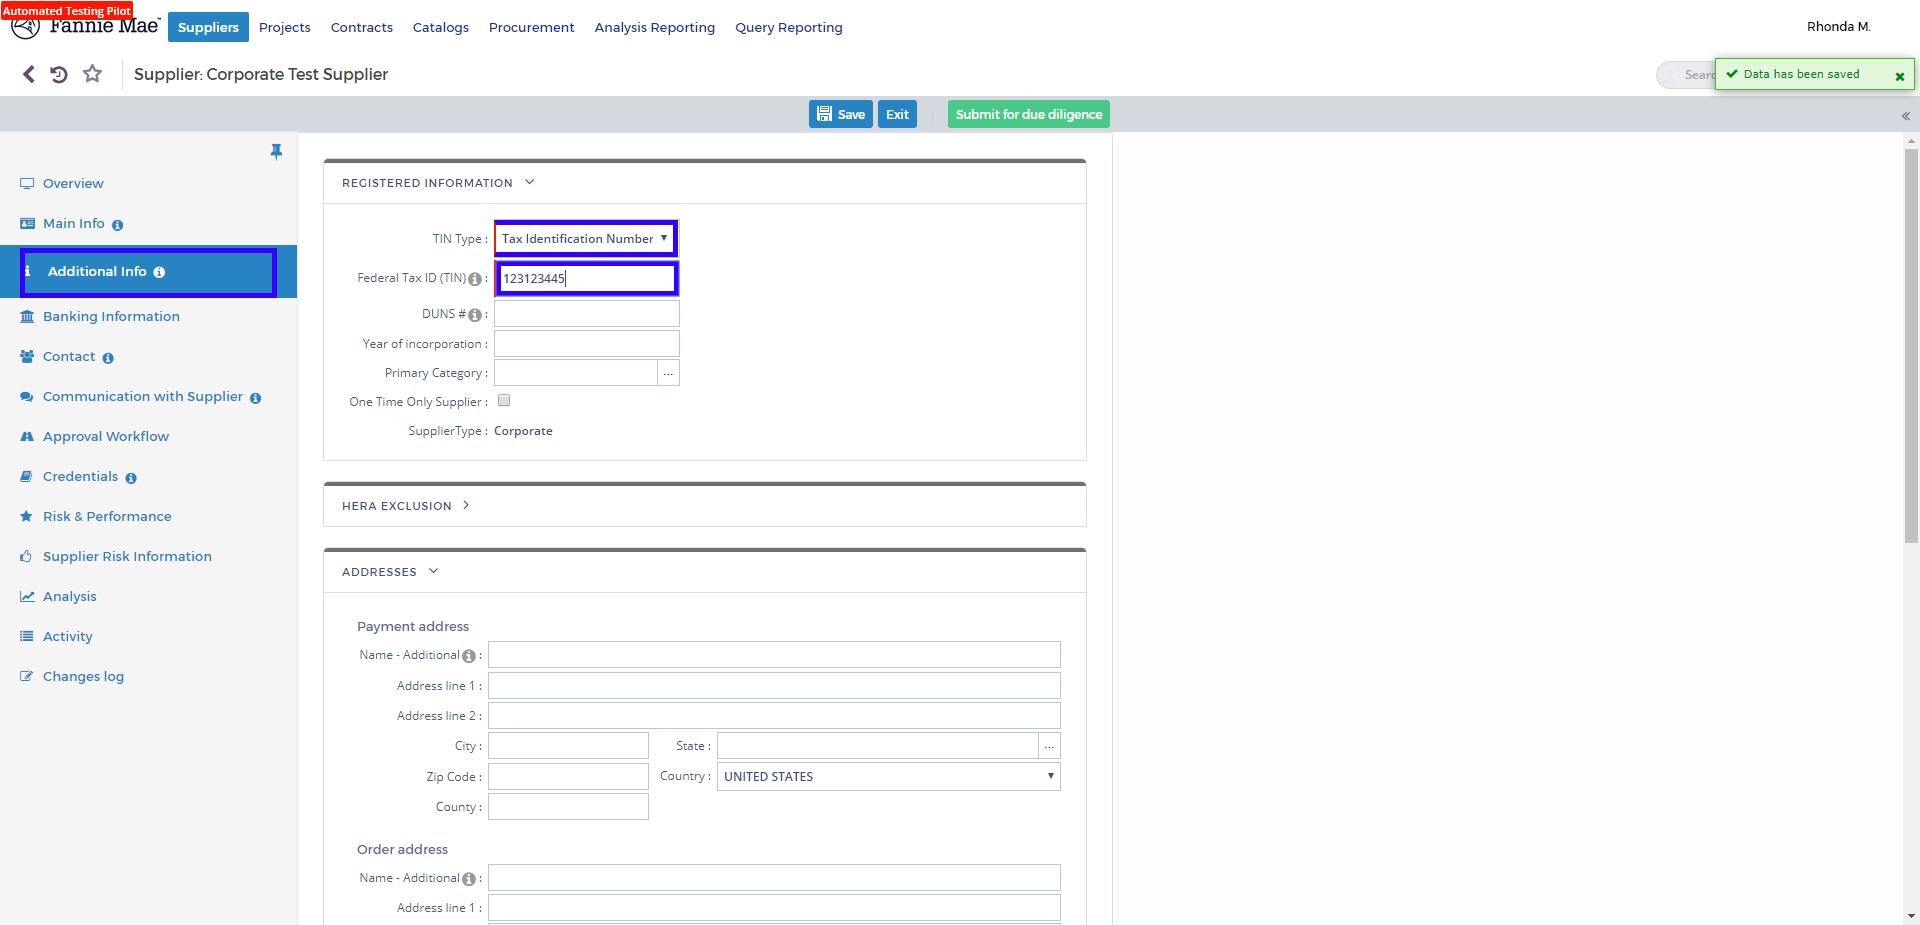 Automated Testing Pilot
Fannie Mae
Suppliers Projects Contracts Catalogs Procurement Analysis Reporting Query Reporting
Rhonda M.
Supplier: Corporate Test Supplier
Data has been saved
Save Exit Submit for due diligence
Overview
Main Info
Additional Info
Banking Information
Contact
Communication with Supplier
Approval Workflow
Credentials
Risk & Performance
Supplier Risk Information
Analysis
Activity
Changes log
REGISTERED INFORMATION
TIN Type : Tax Identification Number
Federal Tax ID (TIN) : 123123445
DUNS # :
Year of incorporation :
Primary Category : ...
One Time Only Supplier :
SupplierType : Corporate
HERA EXCLUSION
ADDRESSES
Payment address
Name - Additional :
Address line 1 :
Address line 2 :
City : State : ...
Zip Code : Country : UNITED STATES
County :
Order address
Name - Additional :
Address line 1 :